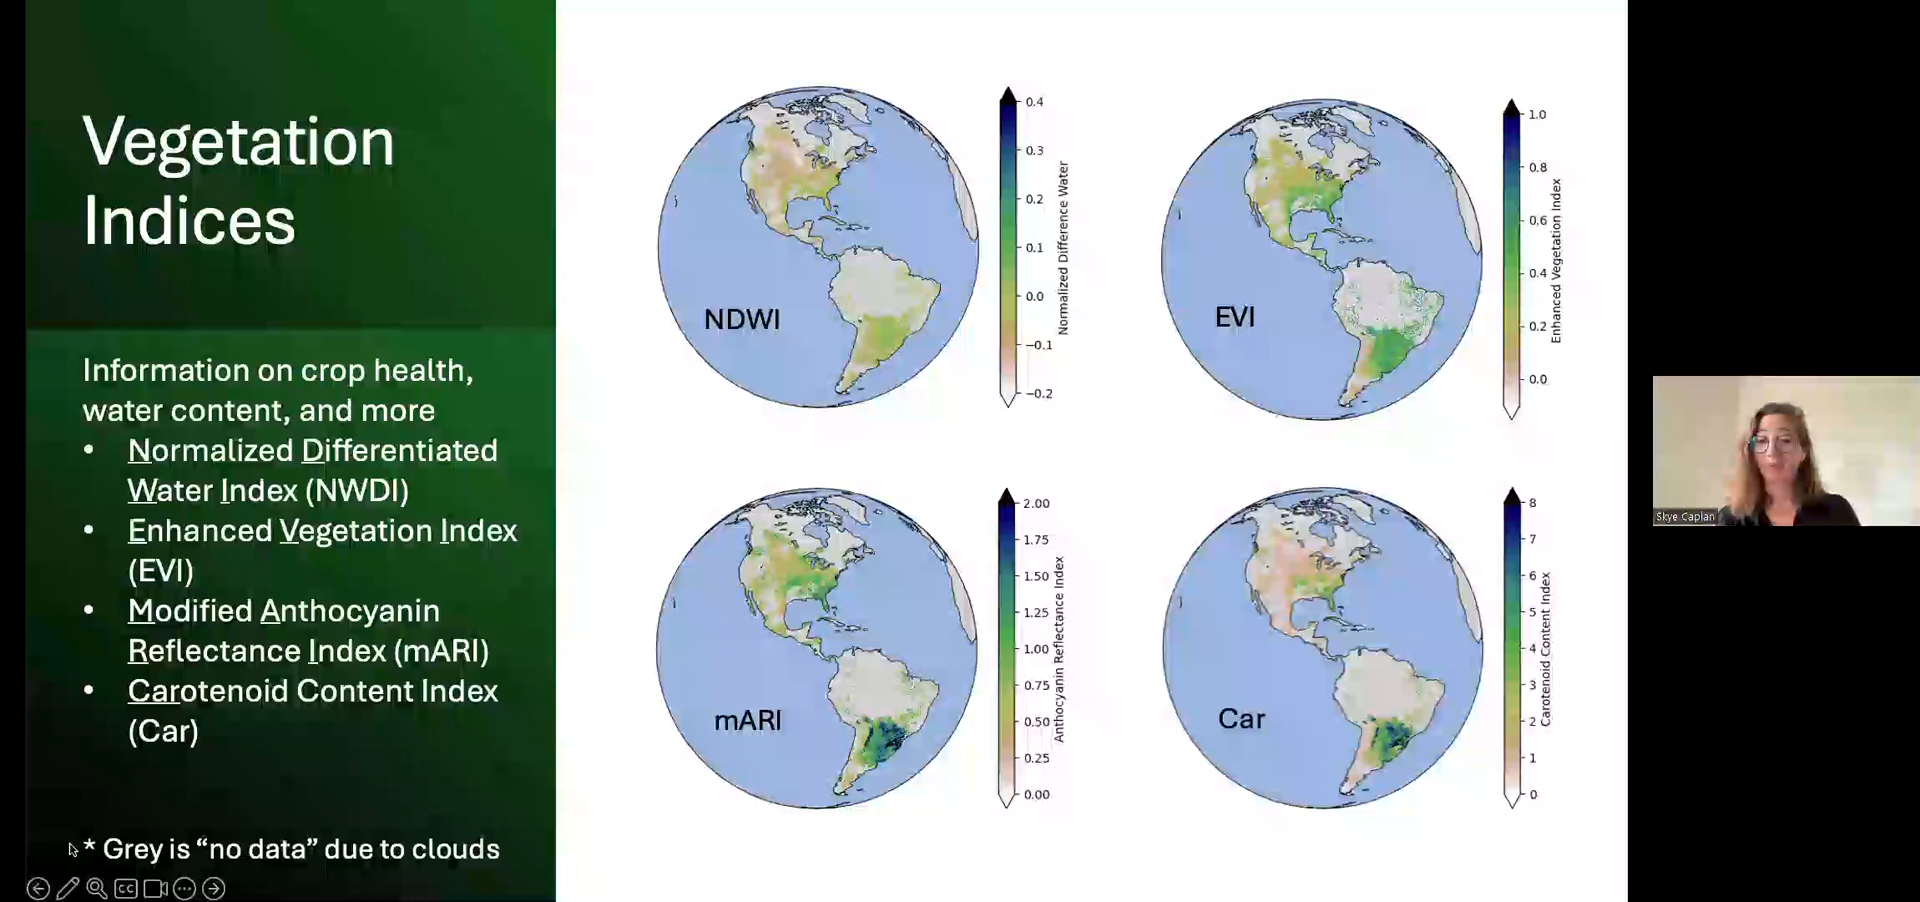 Vegetation
Indices
Information on crop health,
water content, and more
• Normalized Differentiated
Water Index (NWDI)
• Enhanced Vegetation Index
(EVI)
• Modified Anthocyanin
Reflectance Index (mARI)
• Carotenoid Content Index
(Car)
* Grey is “no data” due to clouds
NDWI
0.4
0.3
0.2
0.1
0.0
−0.1
−0.2
Normalized Difference Water
EVI
1.0
0.8
0.6
0.4
0.2
0.0
Enhanced Vegetation Index
mARI
2.00
1.75
1.50
1.25
1.00
0.75
0.50
0.25
0.00
Anthocyanin Reflectance Index
Car
8
7
6
5
4
3
2
1
0
Carotenoid Content Index
Skye Caplan
CC